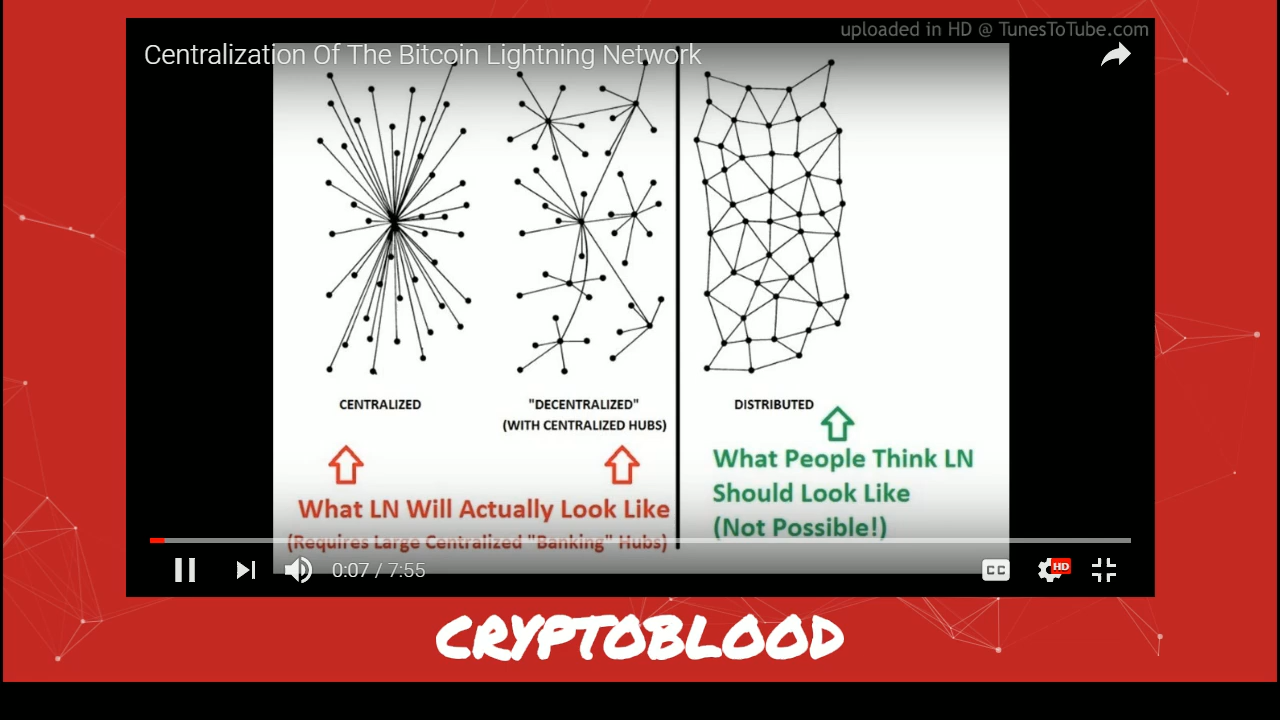 uploaded in HD @ TunesToTube.com
Centralization Of The Bitcoin Lightning Network
CENTRALIZED
"DECENTRALIZED"
(WITH CENTRALIZED HUBS)
DISTRIBUTED
What LN Will Actually Look Like
(Requires Large Centralized "Banking" Hubs)
What People Think LN
Should Look Like
(Not Possible!)
0:07 / 7:55
CC
HD
CRYPTOBLOOD